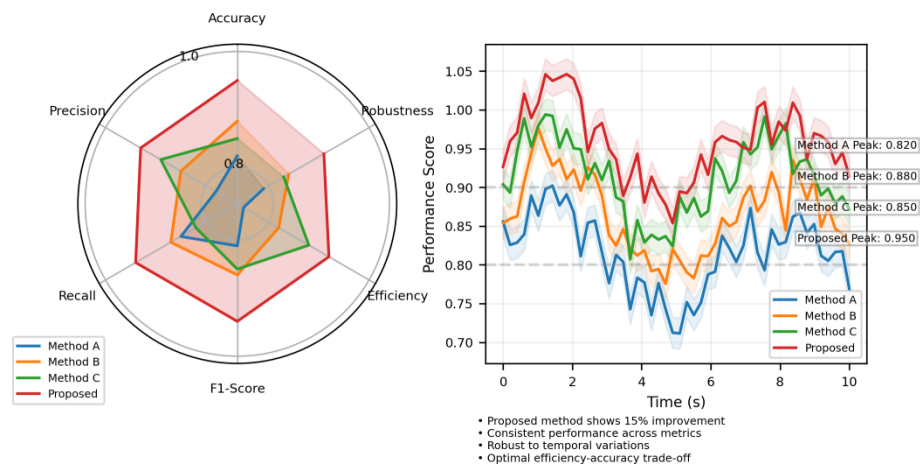 Accuracy
1.0
Precision
Robustness
0.8
Recall
Efficiency
F1-Score
Method A
Method B
Method C
Proposed
Performance Score
1.05
1.00
0.95
0.90
0.85
0.80
0.75
0.70
Method A Peak: 0.820
Method B Peak: 0.880
Method C Peak: 0.850
Proposed Peak: 0.950
Method A
Method B
Method C
Proposed
0 2 4 6 8 10
Time (s)
• Proposed method shows 15% improvement
• Consistent performance across metrics
• Robust to temporal variations
• Optimal efficiency-accuracy trade-off